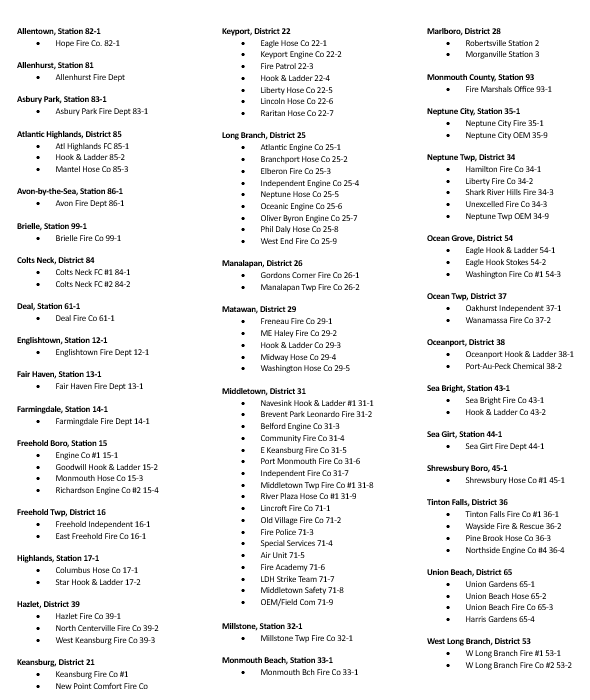 Allentown, Station 82-1
• Hope Fire Co. 82-1
Allenhurst, Station 81
• Allenhurst Fire Dept
Asbury Park, Station 83-1
• Asbury Park Fire Dept 83-1
Atlantic Highlands, District 85
• Atl Highlands FC 85-1
• Hook & Ladder 85-2
• Mantel Hose Co 85-3
Avon-by-the-Sea, Station 86-1
• Avon Fire Dept 86-1
Brielle, Station 99-1
• Brielle Fire Co 99-1
Colts Neck, District 84
• Colts Neck FC #1 84-1
• Colts Neck FC #2 84-2
Deal, Station 61-1
• Deal Fire Co 61-1
Englishtown, Station 12-1
• Englishtown Fire Dept 12-1
Fair Haven, Station 13-1
• Fair Haven Fire Dept 13-1
Farmingdale, Station 14-1
• Farmingdale Fire Dept 14-1
Freehold Boro, Station 15
• Engine Co #1 15-1
• Goodwill Hook & Ladder 15-2
• Monmouth Hose Co 15-3
• Richardson Engine Co #2 15-4
Freehold Twp, District 16
• Freehold Independent 16-1
• East Freehold Fire Co 16-1
Highlands, Station 17-1
• Columbus Hose Co 17-1
• Star Hook & Ladder 17-2
Hazlet, District 39
• Hazlet Fire Co 39-1
• North Centerville Fire Co 39-2
• West Keansburg Fire Co 39-3
Keansburg, District 21
• Keansburg Fire Co #1
• New Point Comfort Fire Co
Keyport, District 22
• Eagle Hose Co 22-1
• Keyport Engine Co 22-2
• Fire Patrol 22-3
• Hook & Ladder 22-4
• Liberty Hose Co 22-5
• Lincoln Hose Co 22-6
• Raritan Hose Co 22-7
Long Branch, District 25
• Atlantic Engine Co 25-1
• Branchport Hose Co 25-2
• Elberon Fire Co 25-3
• Independent Engine Co 25-4
• Neptune Hose Co 25-5
• Oceanic Engine Co 25-6
• Oliver Byron Engine Co 25-7
• Phil Daly Hose Co 25-8
• West End Fire Co 25-9
Manalapan, District 26
• Gordons Corner Fire Co 26-1
• Manalapan Twp Fire Co 26-2
Matawan, District 29
• Freneau Fire Co 29-1
• ME Haley Fire Co 29-2
• Hook & Ladder Co 29-3
• Midway Hose Co 29-4
• Washington Hose Co 29-5
Middletown, District 31
• Navesink Hook & Ladder #1 31-1
• Brevent Park Leonardo Fire 31-2
• Belford Engine Co 31-3
• Community Fire Co 31-4
• E Keansburg Fire Co 31-5
• Port Monmouth Fire Co 31-6
• Independent Fire Co 31-7
• Middletown Twp Fire Co #1 31-8
• River Plaza Hose Co #1 31-9
• Lincroft Fire Co 71-1
• Old Village Fire Co 71-2
• Fire Police 71-3
• Special Services 71-4
• Air Unit 71-5
• Fire Academy 71-6
• LDH Strike Team 71-7
• Middletown Safety 71-8
• OEM/Field Com 71-9
Millstone, Station 32-1
• Millstone Twp Fire Co 32-1
Monmouth Beach, Station 33-1
• Monmouth Bch Fire Co 33-1
Marlboro, District 28
• Robertsville Station 2
• Morganville Station 3
Monmouth County, Station 93
• Fire Marshals Office 93-1
Neptune City, Station 35-1
• Neptune City Fire 35-1
• Neptune City OEM 35-9
Neptune Twp, District 34
• Hamilton Fire Co 34-1
• Liberty Fire Co 34-2
• Shark River Hills Fire 34-3
• Unexcelled Fire Co 34-3
• Neptune Twp OEM 34-9
Ocean Grove, District 54
• Eagle Hook & Ladder 54-1
• Eagle Hook Stokes 54-2
• Washington Fire Co #1 54-3
Ocean Twp, District 37
• Oakhurst Independent 37-1
• Wanamassa Fire Co 37-2
Oceanport, District 38
• Oceanport Hook & Ladder 38-1
• Port-Au-Peck Chemical 38-2
Sea Bright, Station 43-1
• Sea Bright Fire Co 43-1
• Hook & Ladder Co 43-2
Sea Girt, Station 44-1
• Sea Girt Fire Dept 44-1
Shrewsbury Boro, 45-1
• Shrewsbury Hose Co #1 45-1
Tinton Falls, District 36
• Tinton Falls Fire Co #1 36-1
• Wayside Fire & Rescue 36-2
• Pine Brook Hose Co 36-3
• Northside Engine Co #4 36-4
Union Beach, District 65
• Union Gardens 65-1
• Union Beach Hose 65-2
• Union Beach Fire Co 65-3
• Harris Gardens 65-4
West Long Branch, District 53
• W Long Branch Fire #1 53-1
• W Long Branch Fire Co #2 53-2